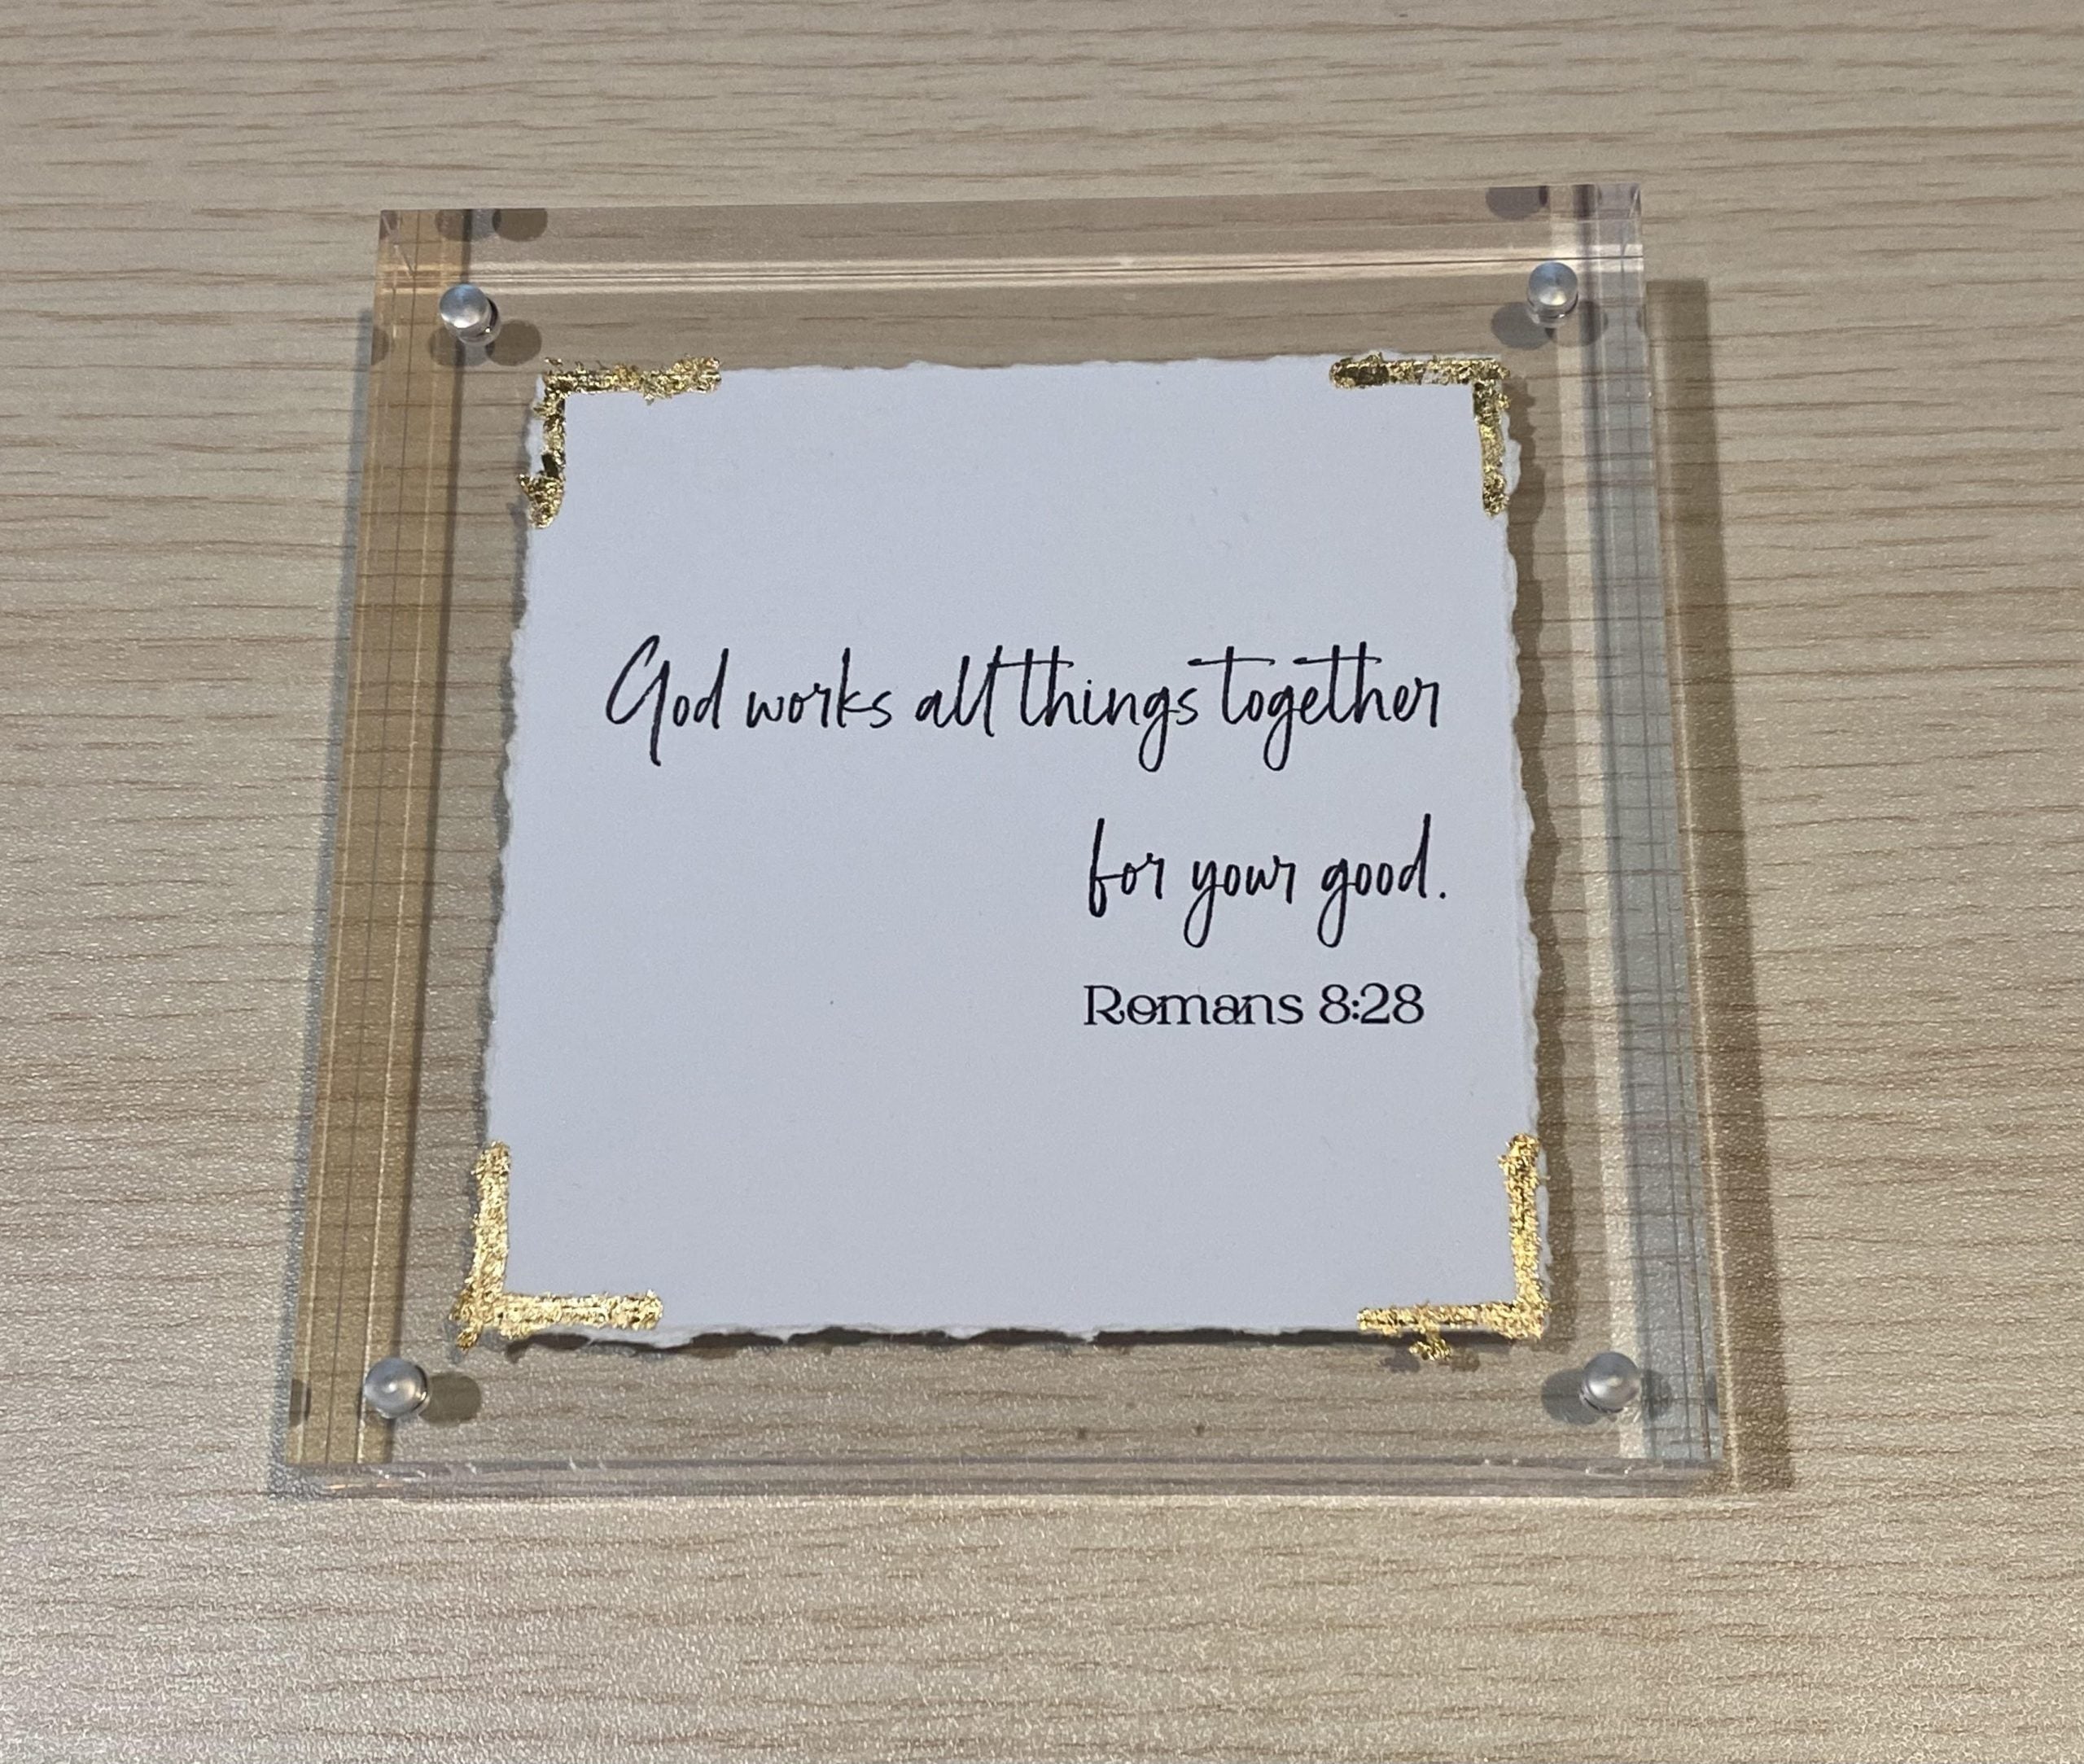 God works all things together
for your good.
Romans 8:28